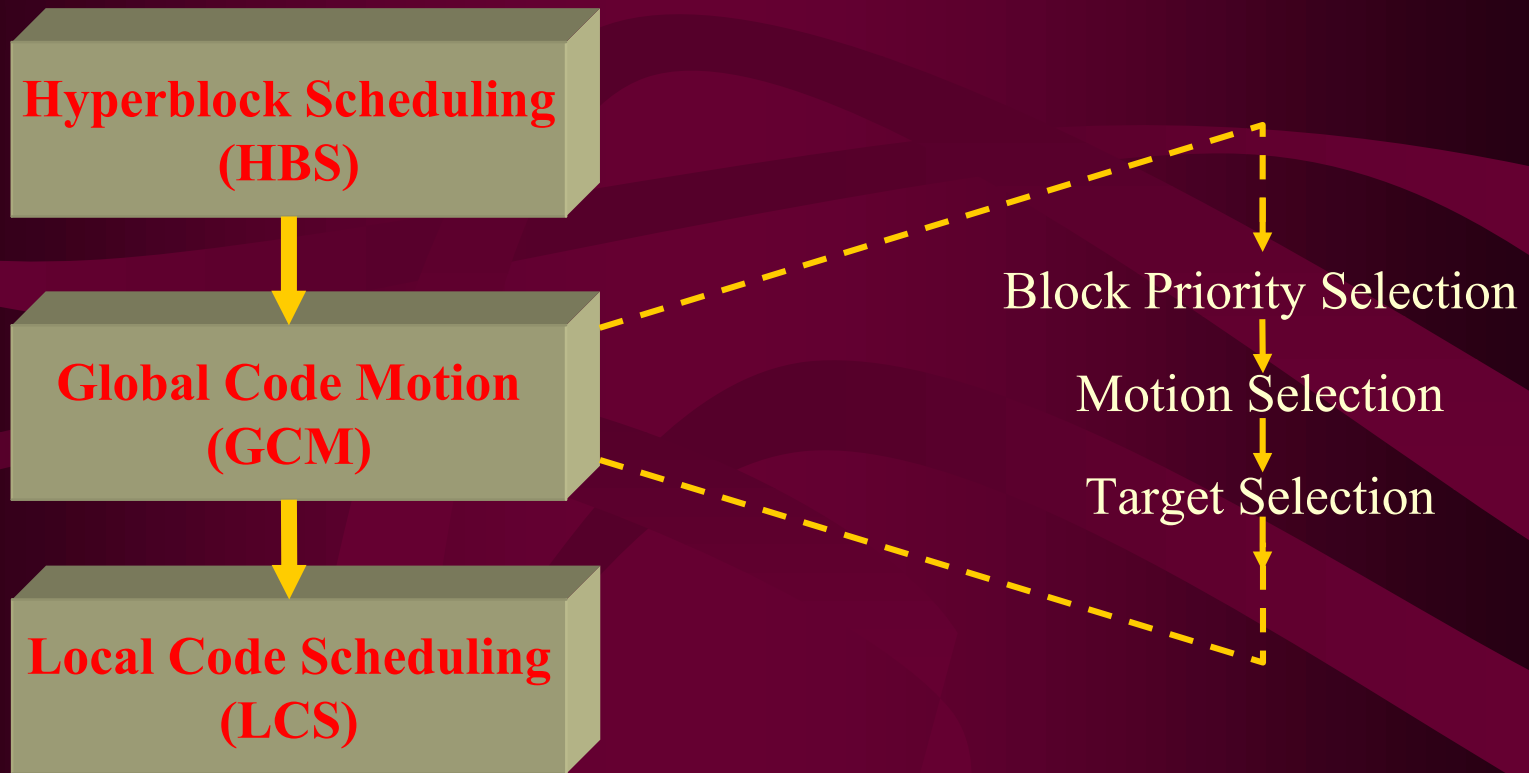 Hyperblock Scheduling
(HBS)
Global Code Motion
(GCM)
Local Code Scheduling
(LCS)
Block Priority Selection
Motion Selection
Target Selection